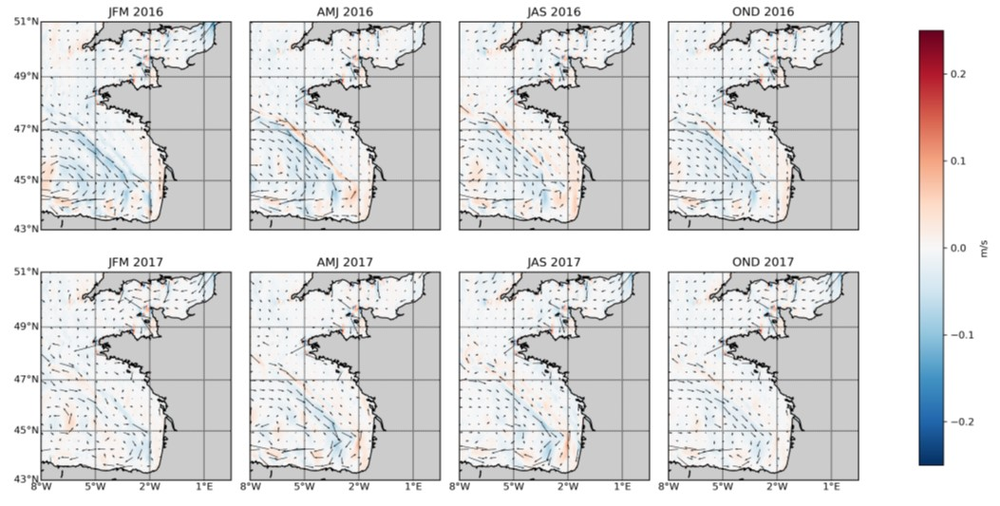 JFM 2016 AMJ 2016 JAS 2016 OND 2016
51°N
49°N
47°N
45°N
43°N
JFM 2017 AMJ 2017 JAS 2017 OND 2017
51°N
49°N
47°N
45°N
43°N
8°W 5°W 2°W 1°E 8°W 5°W 2°W 1°E 8°W 5°W 2°W 1°E 8°W 5°W 2°W 1°E
0.2
0.1
0.0
−0.1
−0.2
m/s